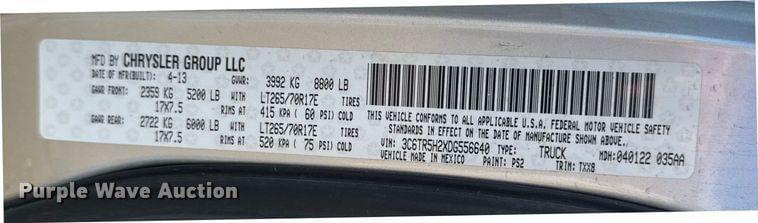 MFD BY CHRYSLER GROUP LLC
DATE OF MFR(BUILT): 4-13 GVWR: 3992 KG 8800 LB
GAWR FRONT: 2359 KG 5200 LB WITH LT265/70R17E TIRES
17X7.5 RIMS AT 415 KPA ( 60 PSI) COLD
GAWR REAR: 2722 KG 6000 LB WITH LT265/70R17E TIRES
17X7.5 RIMS AT 520 KPA ( 75 PSI) COLD
THIS VEHICLE CONFORMS TO ALL APPLICABLE U.S.A. FEDERAL MOTOR VEHICLE SAFETY
STANDARDS IN EFFECT ON THE DATE OF MANUFACTURE SHOWN ABOVE.
VIN: 3C6TR5H2XDG556640 TYPE: TRUCK MDH: 040122 035AA
VEHICLE MADE IN MEXICO PAINT: PS2 TRIM: TXX8
Purple Wave Auction